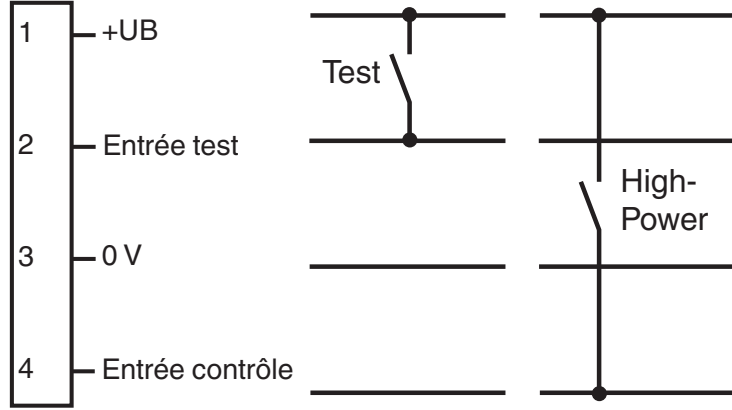 1 +UB
Test
2 Entrée test
High-
Power
3 0 V
4 Entrée contrôle